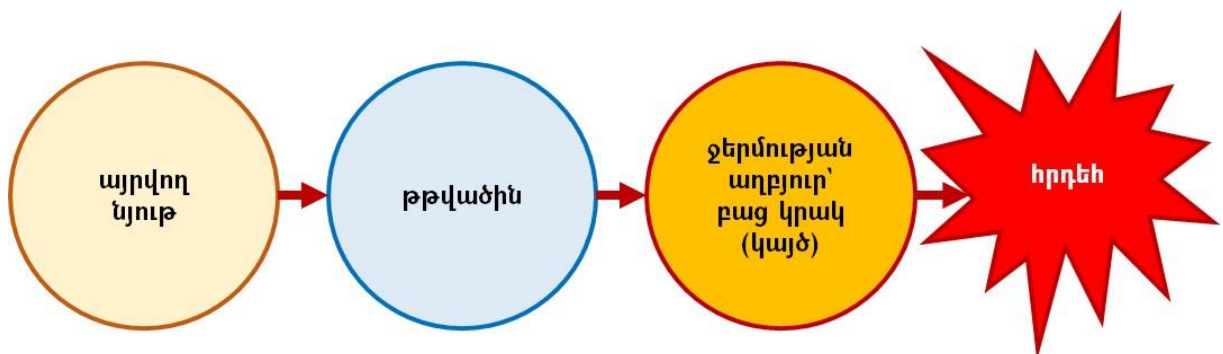 այրվող
նյութ
թթվածին
ջերմության
աղբյուր՝
բաց կրակ
(կայծ)
հրդեհ